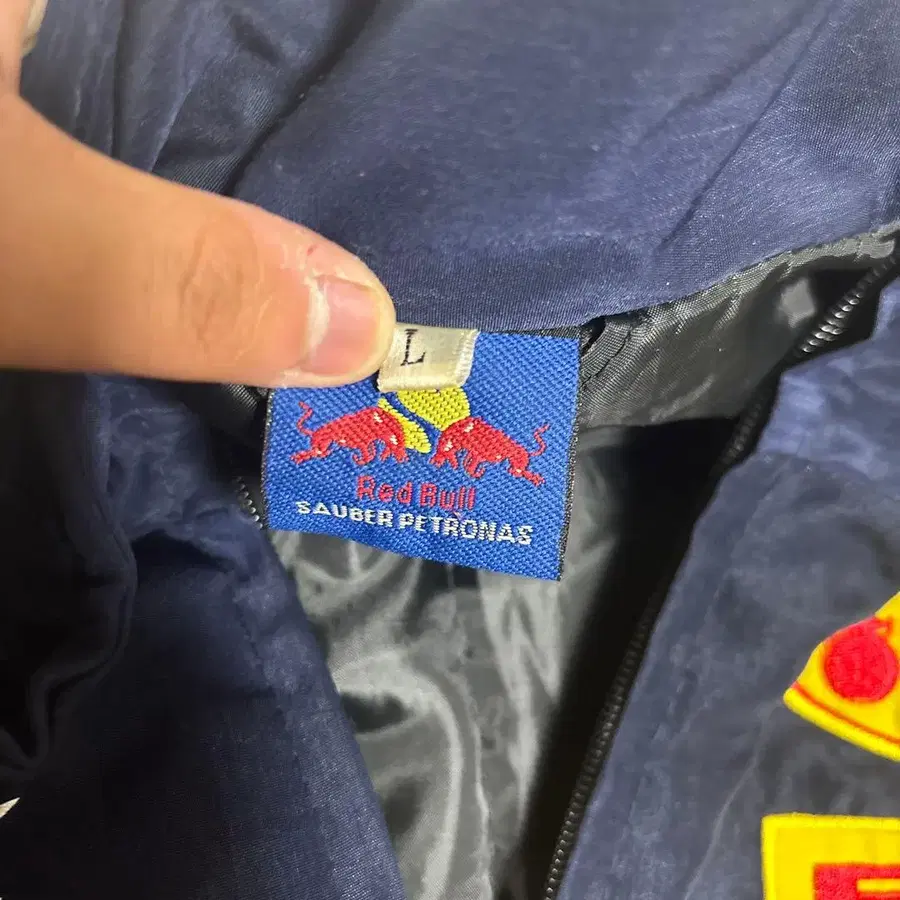 L
Red Bull
SAUBER PETRONAS